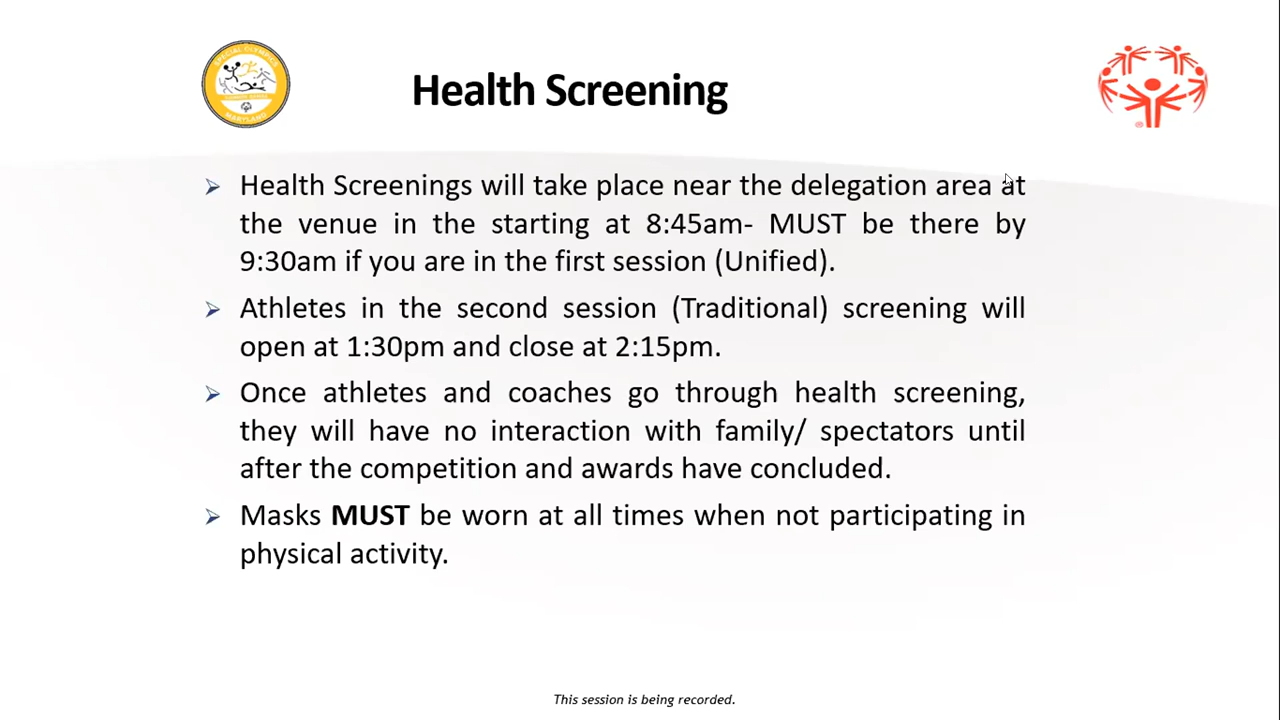 SPECIAL OLYMPICS
MARYLAND
Health Screening
Health Screenings will take place near the delegation area at
the venue in the starting at 8:45am- MUST be there by
9:30am if you are in the first session (Unified).
Athletes in the second session (Traditional) screening will
open at 1:30pm and close at 2:15pm.
Once athletes and coaches go through health screening,
they will have no interaction with family/ spectators until
after the competition and awards have concluded.
Masks MUST be worn at all times when not participating in
physical activity.
This session is being recorded.